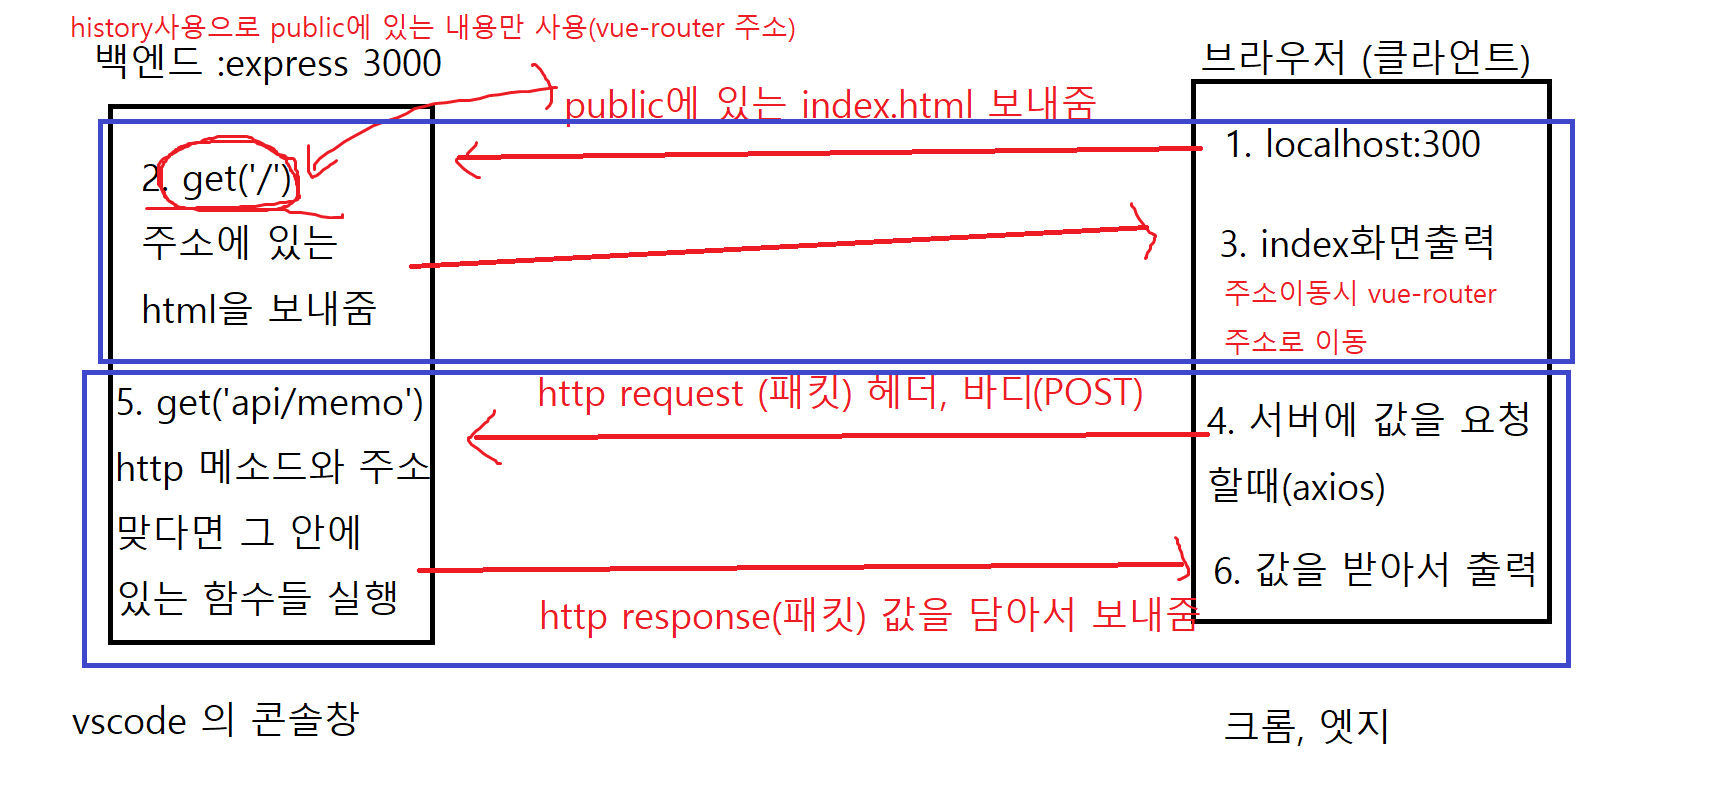 history사용으로 public에 있는 내용만 사용(vue-router 주소)
백엔드 :express 3000
브라우저 (클라언트)
public에 있는 index.html 보내줌
1. localhost:300
2. get('/')
주소에 있는
html을 보내줌
3. index화면출력
주소이동시 vue-router
주소로 이동
http request (패킷) 헤더, 바디(POST)
5. get('api/memo')
http 메소드와 주소
맞다면 그 안에
있는 함수들 실행
4. 서버에 값을 요청
할때(axios)
6. 값을 받아서 출력
http response(패킷) 값을 담아서 보내줌
vscode 의 콘솔창
크롬, 엣지